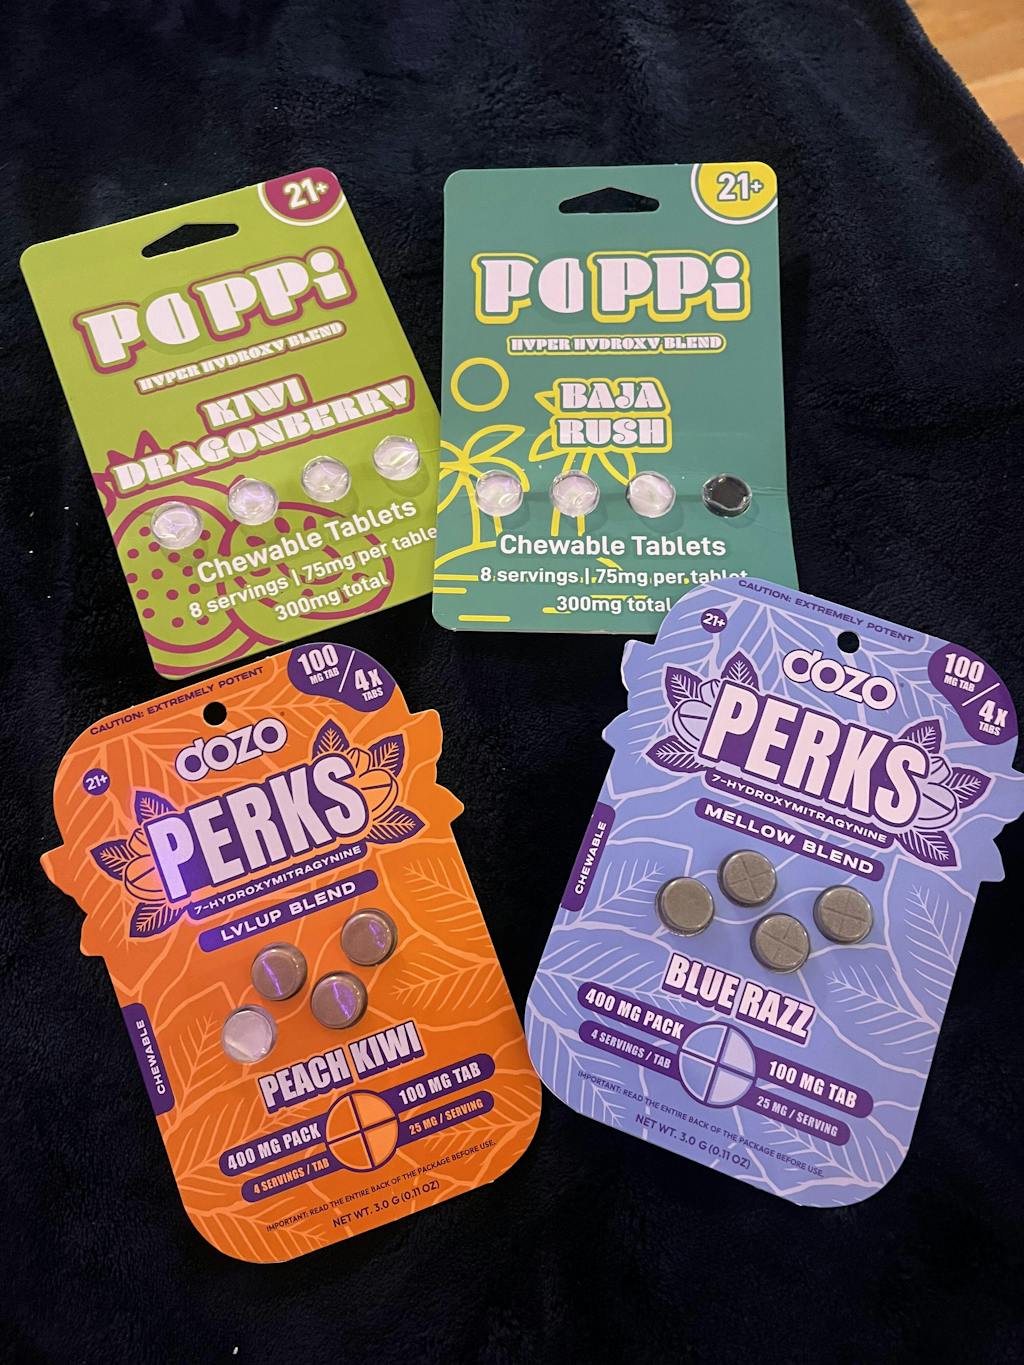 21+
POPPi
HYPER HYDROXY BLEND
KIWI
DRAGONBERRY
Chewable Tablets
8 servings | 75mg per table
300mg total
21+
POPPi
HYPER HYDROXY BLEND
BAJA
RUSH
Chewable Tablets
8 servings | 75mg per tablet
300mg total
CAUTION: EXTREMELY POTENT
100
MG TAB
4X
TABS
21+
dozo
PERKS
7-HYDROXYMITRAGYNINE
LVLUP BLEND
CHEWABLE
PEACH KIWI
400 MG PACK
100 MG TAB
4 SERVINGS / TAB
25 MG / SERVING
IMPORTANT: READ THE ENTIRE BACK OF THE PACKAGE BEFORE USE.
NET WT. 3.0 G (0.11 OZ)
CAUTION: EXTREMELY POTENT
21+
100
MG TAB
4X
TABS
dozo
PERKS
7-HYDROXYMITRAGYNINE
MELLOW BLEND
CHEWABLE
BLUE RAZZ
400 MG PACK
100 MG TAB
4 SERVINGS / TAB
25 MG / SERVING
IMPORTANT: READ THE ENTIRE BACK OF THE PACKAGE BEFORE USE.
NET WT. 3.0 G (0.11 OZ)